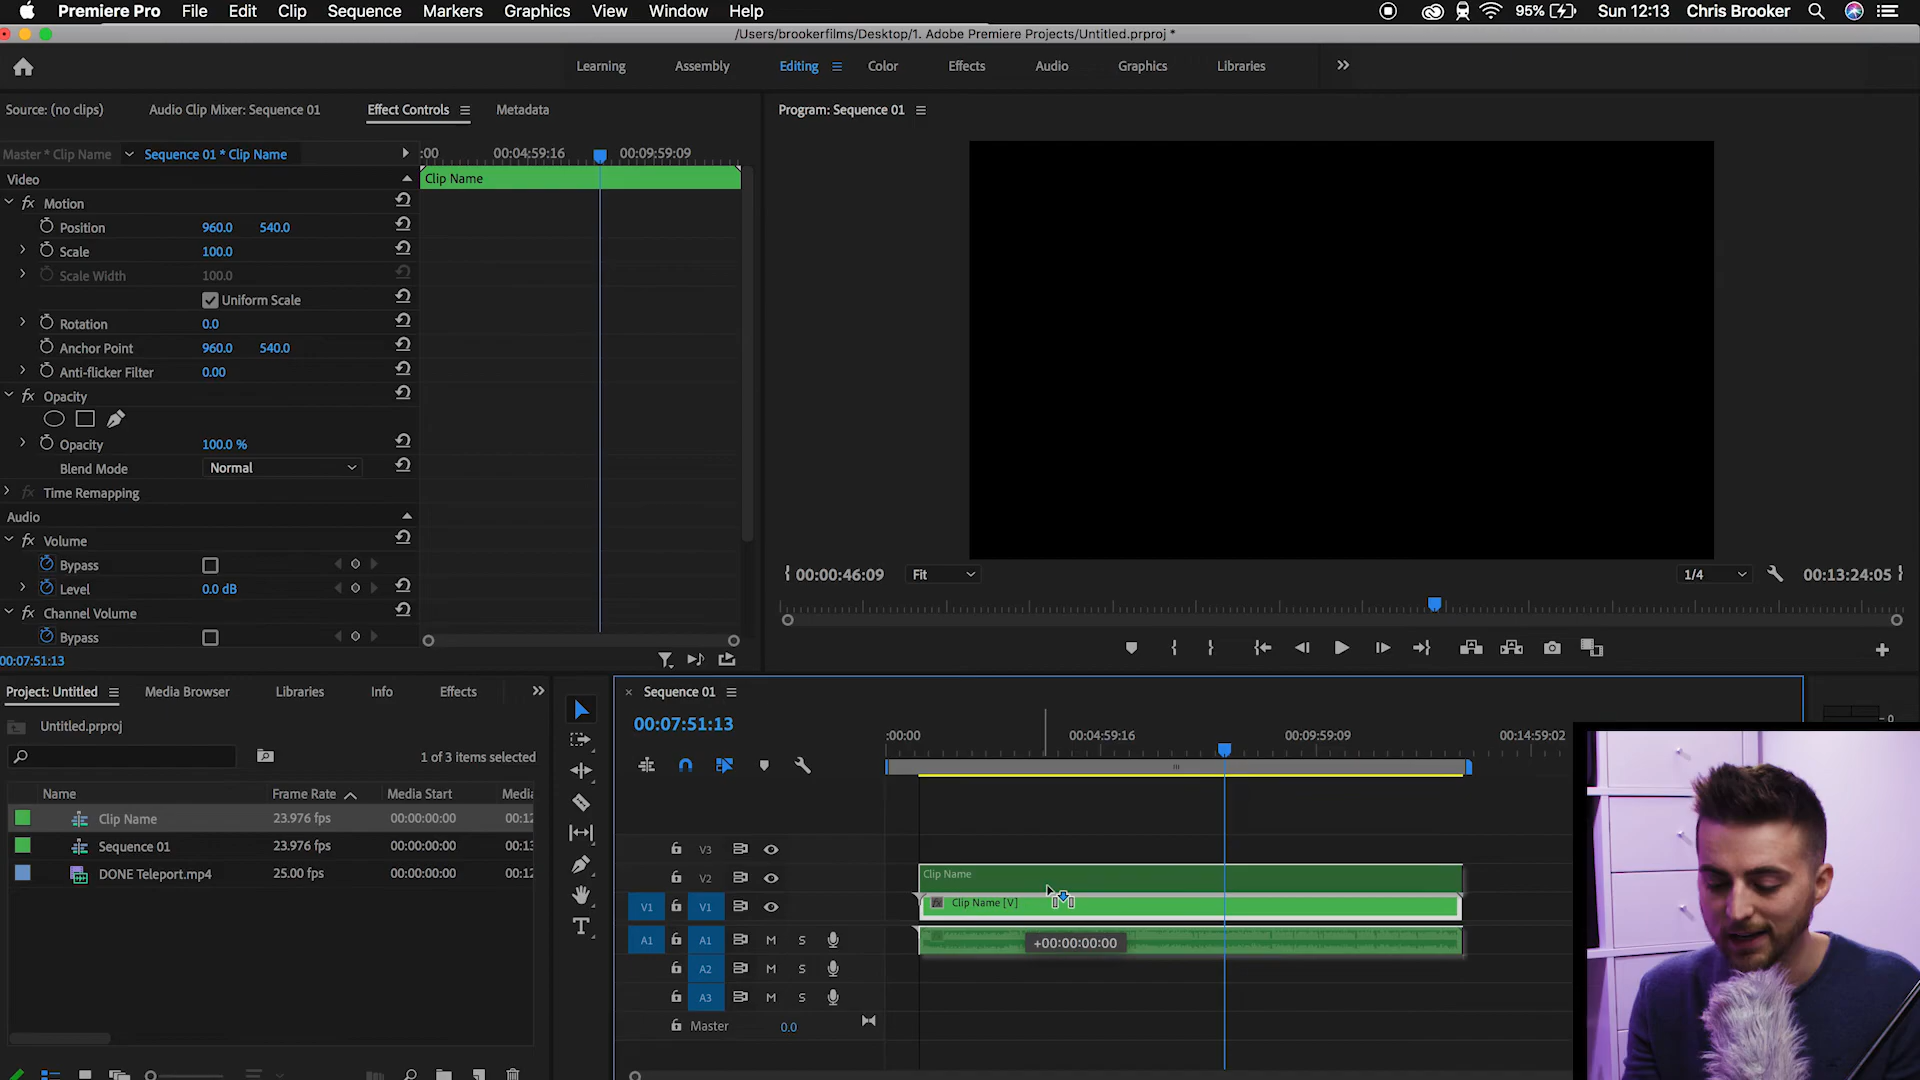 Premiere Pro File Edit Clip Sequence Markers Graphics View Window Help 95% Sun 12:13 Chris Brooker
/Users/brookerfilms/Desktop/1. Adobe Premiere Projects/Untitled.prproj *
Learning Assembly Editing Color Effects Audio Graphics Libraries
Source: (no clips) Audio Clip Mixer: Sequence 01 Effect Controls Metadata
Program: Sequence 01
Master * Clip Name Sequence 01 * Clip Name :00 00:04:59:16 00:09:59:09
Video
Clip Name
fx Motion
Position 960.0 540.0
Scale 100.0
Scale Width 100.0
Uniform Scale
Rotation 0.0
Anchor Point 960.0 540.0
Anti-flicker Filter 0.00
fx Opacity
Opacity 100.0 %
Blend Mode Normal
fx Time Remapping
Audio
fx Volume
Bypass
Level 0.0 dB
fx Channel Volume
Bypass
00:07:51:13
00:00:46:09 Fit 1/4 00:13:24:05
Project: Untitled Media Browser Libraries Info Effects
Untitled.prproj
1 of 3 items selected
Name Frame Rate Media Start Media
Clip Name 23.976 fps 00:00:00:00 00:12
Sequence 01 23.976 fps 00:00:00:00 00:13
DONE Teleport.mp4 25.00 fps 00:00:00:00 00:12
Sequence 01
00:07:51:13
:00:00 00:04:59:16 00:09:59:09 00:14:59:02
V3
V2 Clip Name
V1 V1 fx Clip Name [V]
A1 A1 M S +00:00:00:00
A2 M S
A3 M S
Master 0.0
0
T